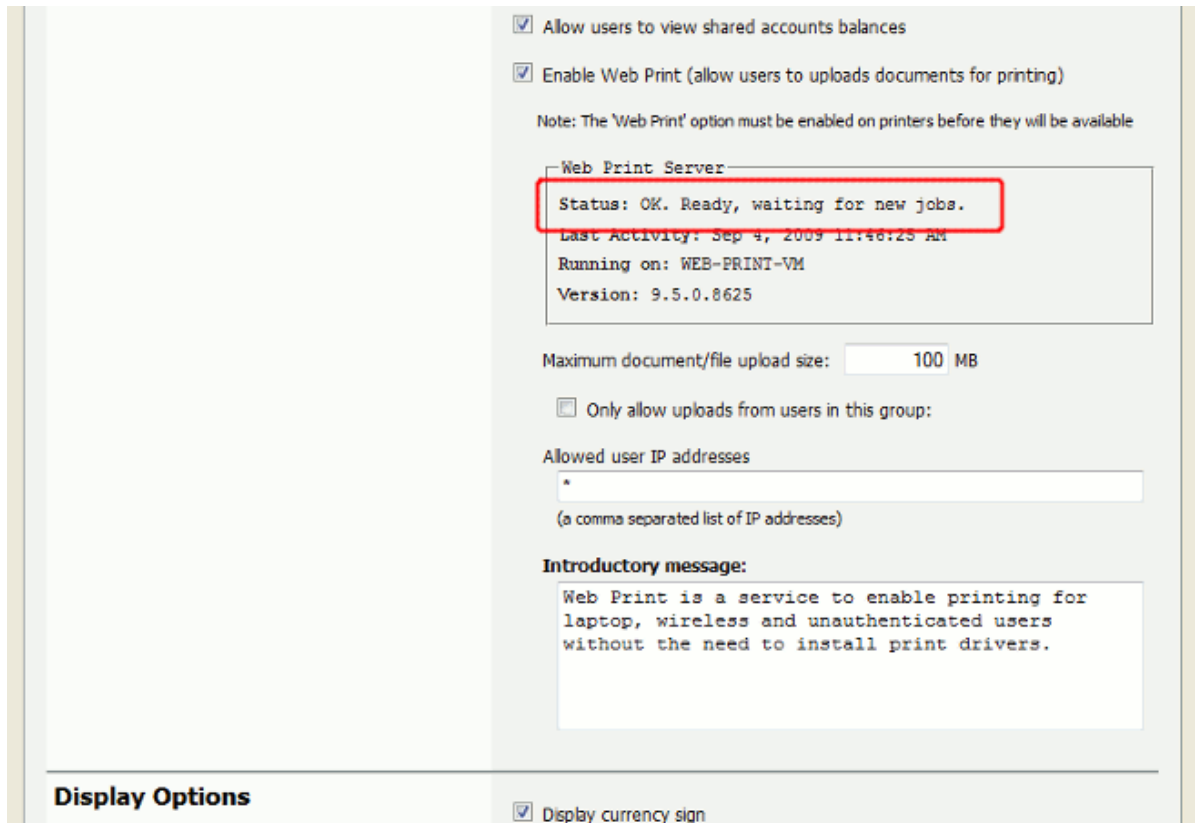 Allow users to view shared accounts balances
Enable Web Print (allow users to uploads documents for printing)
Note: The 'Web Print' option must be enabled on printers before they will be available
Web Print Server
Status: OK. Ready, waiting for new jobs.
Last Activity: Sep 4, 2009 11:46:25 AM
Running on: WEB-PRINT-VM
Version: 9.5.0.8625
Maximum document/file upload size: 100 MB
Only allow uploads from users in this group:
Allowed user IP addresses
*
(a comma separated list of IP addresses)
Introductory message:
Web Print is a service to enable printing for
laptop, wireless and unauthenticated users
without the need to install print drivers.
Display Options
Display currency sign